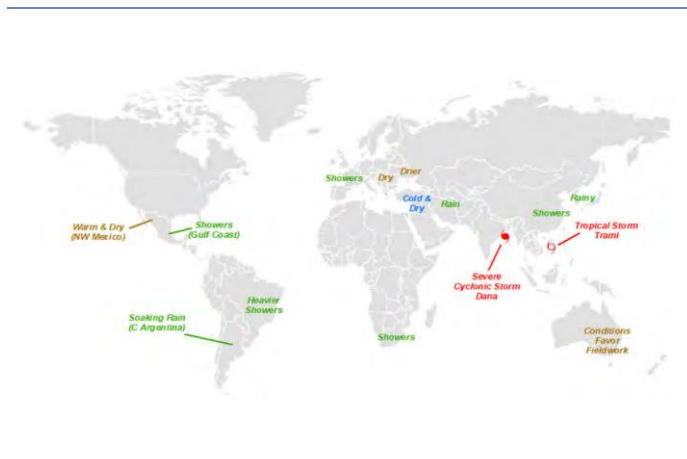 Showers
Dry
Drier
Cold &
Dry
Rain
Rainy
Showers
Tropical Storm
Trami
Severe
Cyclonic Storm
Dana
Warm & Dry
(NW Mexico)
Showers
(Gulf Coast)
Heavier
Showers
Soaking Rain
(C Argentina)
Showers
Conditions
Favor
Fieldwork